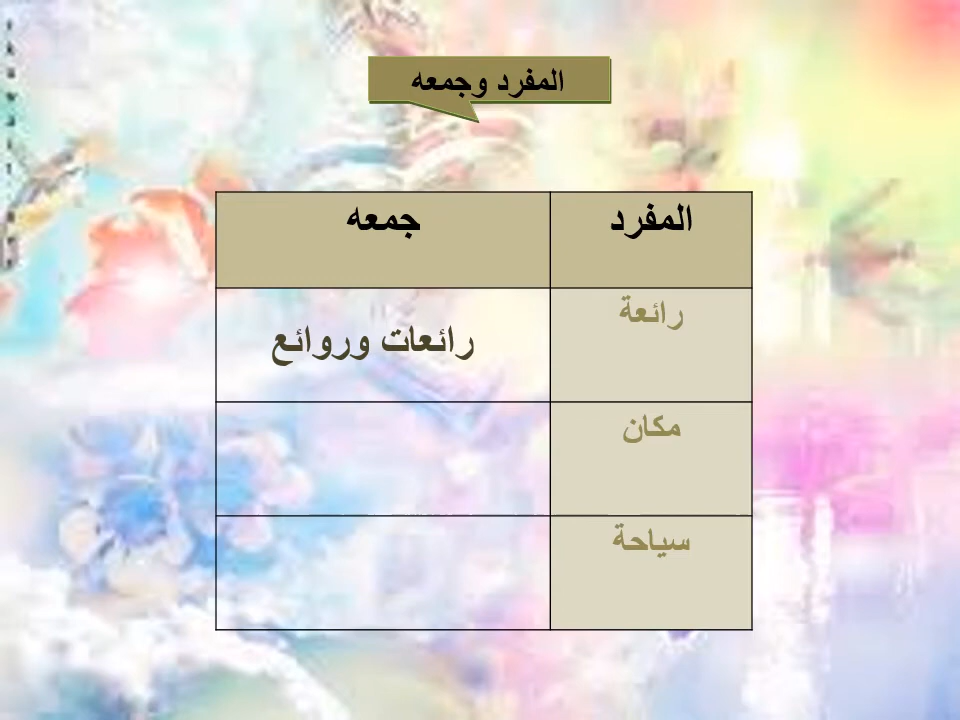 المفرد وجمعه
المفرد جمعه
رائعة رائعات وروائع
مكان
سياحة